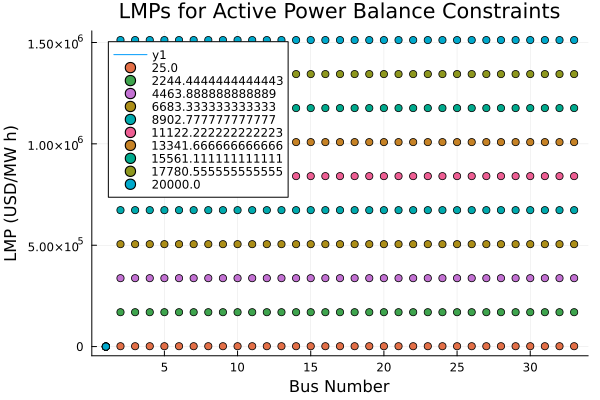 LMPs for Active Power Balance Constraints
LMP (USD/MW h)
1.50×10⁶
1.00×10⁶
5.00×10⁵
0
y1
25.0
2244.4444444444443
4463.888888888889
6683.333333333333
8902.777777777777
11122.222222222223
13341.666666666666
15561.111111111111
17780.555555555555
20000.0
5 10 15 20 25 30
Bus Number